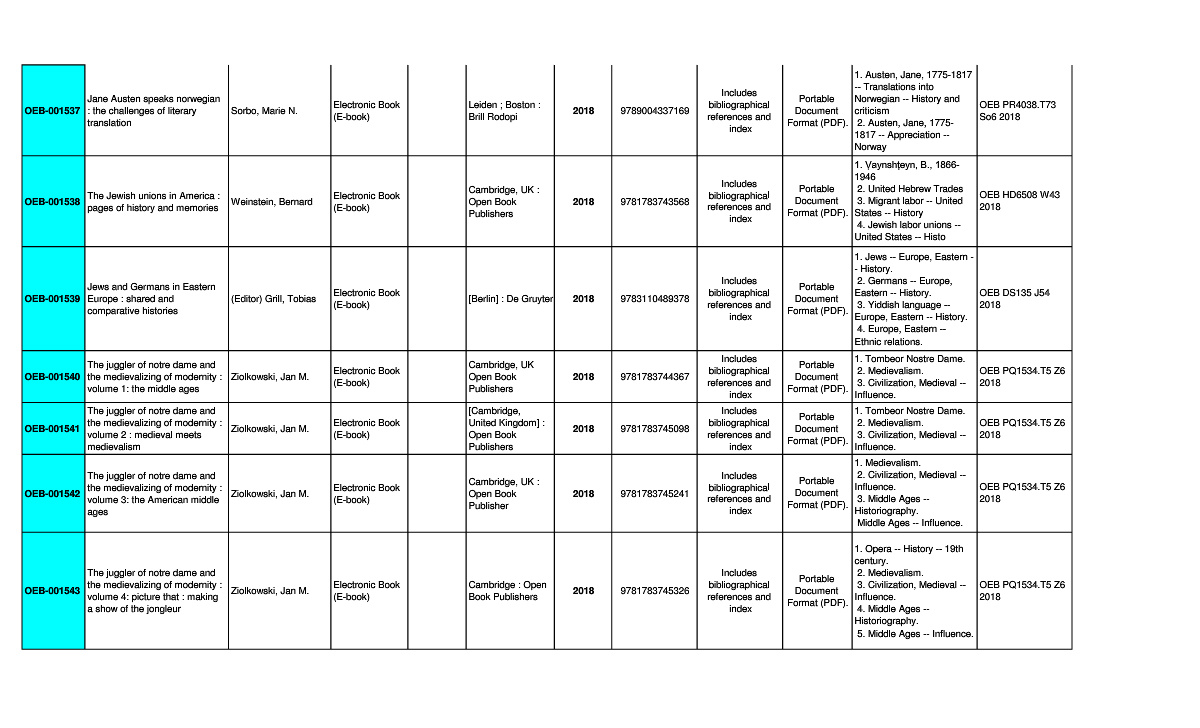 OEB-001537
Jane Austen speaks norwegian
: the challenges of literary
translation
Sorbo, Marie N.
Electronic Book
(E-book)
Leiden ; Boston :
Brill Rodopi
2018
9789004337169
Includes
bibliographical
references and
index
Portable
Document
Format (PDF).
1. Austen, Jane, 1775-1817
-- Translations into
Norwegian -- History and
criticism
2. Austen, Jane, 1775-
1817 -- Appreciation --
Norway
OEB PR4038.T73
So6 2018
OEB-001538
The Jewish unions in America :
pages of history and memories
Weinstein, Bernard
Electronic Book
(E-book)
Cambridge, UK :
Open Book
Publishers
2018
9781783743568
Includes
bibliographical
references and
index
Portable
Document
Format (PDF).
1. Ṿaynshṭeyn, B., 1866-
1946
2. United Hebrew Trades
3. Migrant labor -- United
States -- History
4. Jewish labor unions --
United States -- Histo
OEB HD6508 W43
2018
OEB-001539
Jews and Germans in Eastern
Europe : shared and
comparative histories
(Editor) Grill, Tobias
Electronic Book
(E-book)
[Berlin] : De Gruyter
2018
9783110489378
Includes
bibliographical
references and
index
Portable
Document
Format (PDF).
1. Jews -- Europe, Eastern -
- History.
2. Germans -- Europe,
Eastern -- History.
3. Yiddish language --
Europe, Eastern -- History.
4. Europe, Eastern --
Ethnic relations.
OEB DS135 J54
2018
OEB-001540
The juggler of notre dame and
the medievalizing of modernity :
volume 1: the middle ages
Ziolkowski, Jan M.
Electronic Book
(E-book)
Cambridge, UK
Open Book
Publishers
2018
9781783744367
Includes
bibliographical
references and
index
Portable
Document
Format (PDF).
1. Tombeor Nostre Dame.
2. Medievalism.
3. Civilization, Medieval --
Influence.
OEB PQ1534.T5 Z6
2018
OEB-001541
The juggler of notre dame and
the medievalizing of modernity :
volume 2 : medieval meets
medievalism
Ziolkowski, Jan M.
Electronic Book
(E-book)
[Cambridge,
United Kingdom] :
Open Book
Publishers
2018
9781783745098
Includes
bibliographical
references and
index
Portable
Document
Format (PDF).
1. Tombeor Nostre Dame.
2. Medievalism.
3. Civilization, Medieval --
Influence.
OEB PQ1534.T5 Z6
2018
OEB-001542
The juggler of notre dame and
the medievalizing of modernity :
volume 3: the American middle
ages
Ziolkowski, Jan M.
Electronic Book
(E-book)
Cambridge, UK :
Open Book
Publisher
2018
9781783745241
Includes
bibliographical
references and
index
Portable
Document
Format (PDF).
1. Medievalism.
2. Civilization, Medieval --
Influence.
3. Middle Ages --
Historiography.
Middle Ages -- Influence.
OEB PQ1534.T5 Z6
2018
OEB-001543
The juggler of notre dame and
the medievalizing of modernity :
volume 4: picture that : making
a show of the jongleur
Ziolkowski, Jan M.
Electronic Book
(E-book)
Cambridge : Open
Book Publishers
2018
9781783745326
Includes
bibliographical
references and
index
Portable
Document
Format (PDF).
1. Opera -- History -- 19th
century.
2. Medievalism.
3. Civilization, Medieval --
Influence.
4. Middle Ages --
Historiography.
5. Middle Ages -- Influence.
OEB PQ1534.T5 Z6
2018